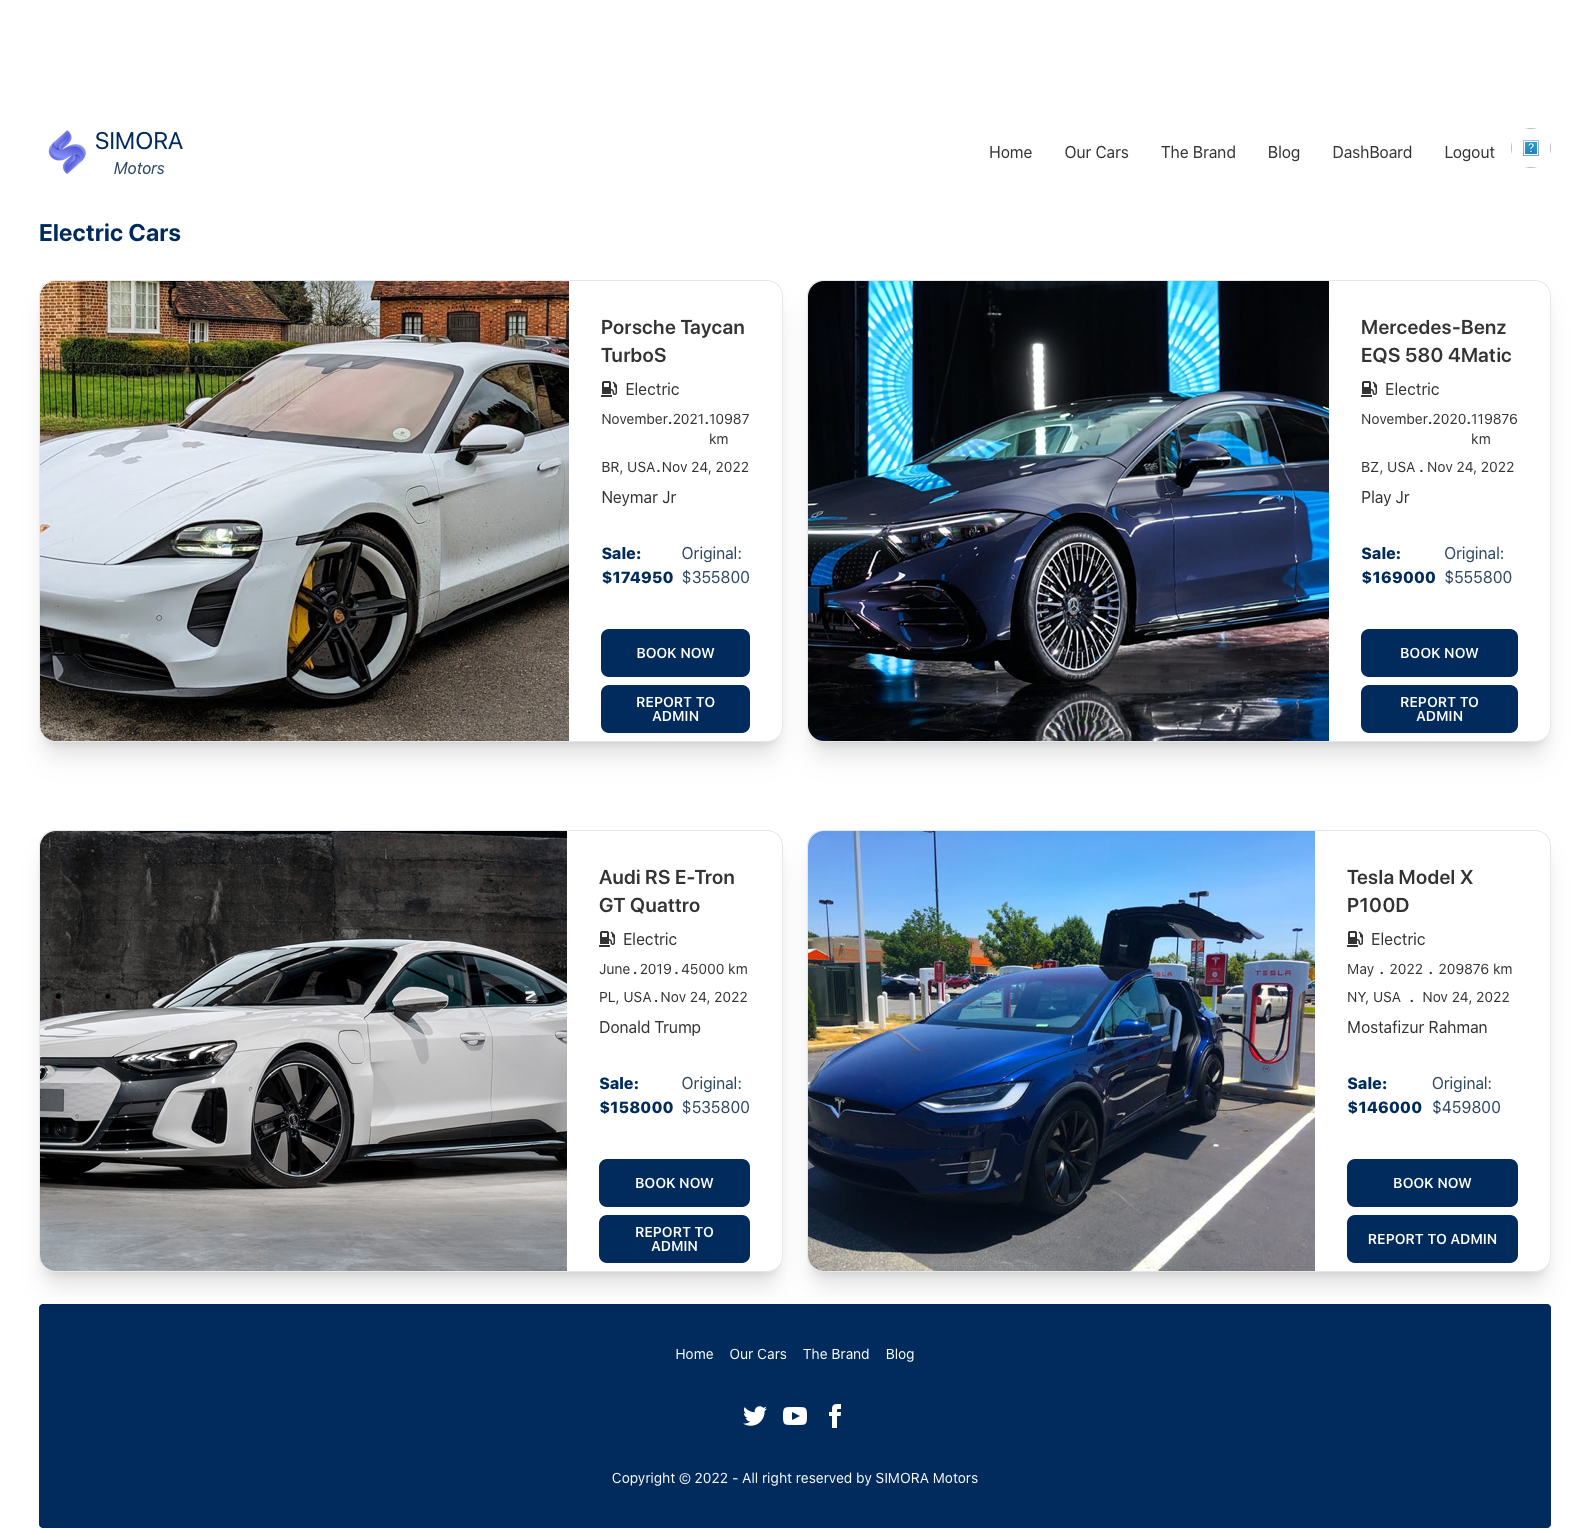 SIMORA
Motors
Home Our Cars The Brand Blog DashBoard Logout
Electric Cars
Porsche Taycan
TurboS
Electric
November.2021.10987
km
BR, USA.Nov 24, 2022
Neymar Jr
Sale: Original:
$174950 $355800
BOOK NOW
REPORT TO
ADMIN
Mercedes-Benz
EQS 580 4Matic
Electric
November.2020.119876
km
BZ, USA . Nov 24, 2022
Play Jr
Sale: Original:
$169000 $555800
BOOK NOW
REPORT TO
ADMIN
Audi RS E-Tron
GT Quattro
Electric
June . 2019 . 45000 km
PL, USA . Nov 24, 2022
Donald Trump
Sale: Original:
$158000 $535800
BOOK NOW
REPORT TO
ADMIN
TESLA
Tesla Model X
P100D
Electric
May . 2022 . 209876 km
NY, USA . Nov 24, 2022
Mostafizur Rahman
Sale: Original:
$146000 $459800
BOOK NOW
REPORT TO ADMIN
Home Our Cars The Brand Blog
Copyright © 2022 - All right reserved by SIMORA Motors